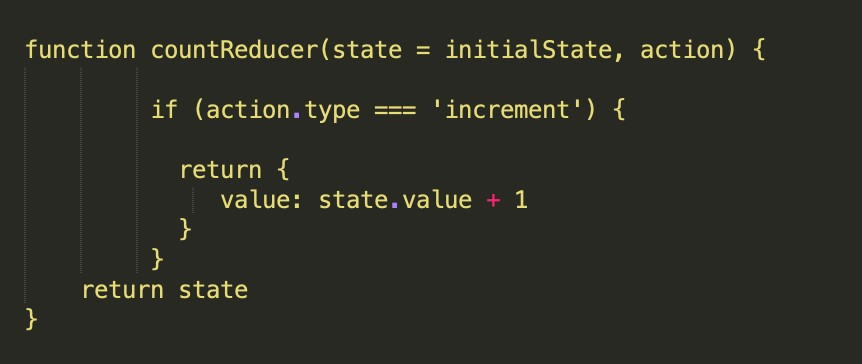 function countReducer(state = initialState, action) {
if (action.type === 'increment') {
return {
value: state.value + 1
}
}
return state
}